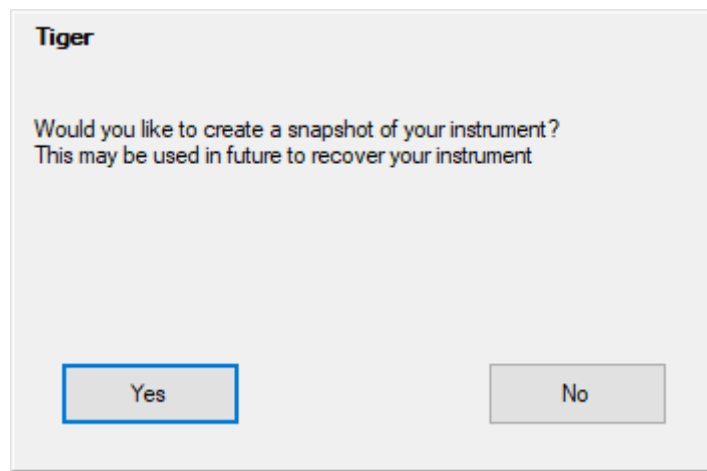 Tiger
Would you like to create a snapshot of your instrument?
This may be used in future to recover your instrument
Yes
No